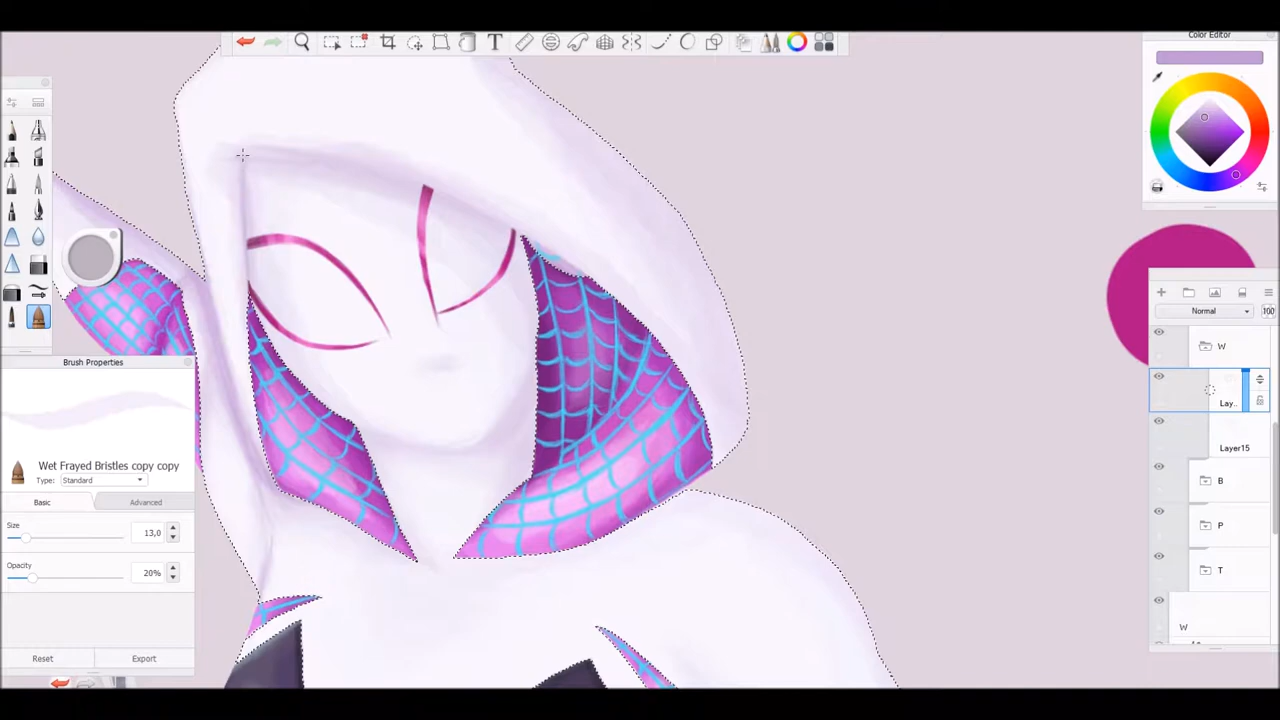 T
Color Editor
Normal
100
W
Lay..
Layer15
B
P
T
W
Brush Properties
Wet Frayed Bristles copy copy
Type: Standard
Basic
Advanced
Size
13,0
Opacity
20%
Reset
Export